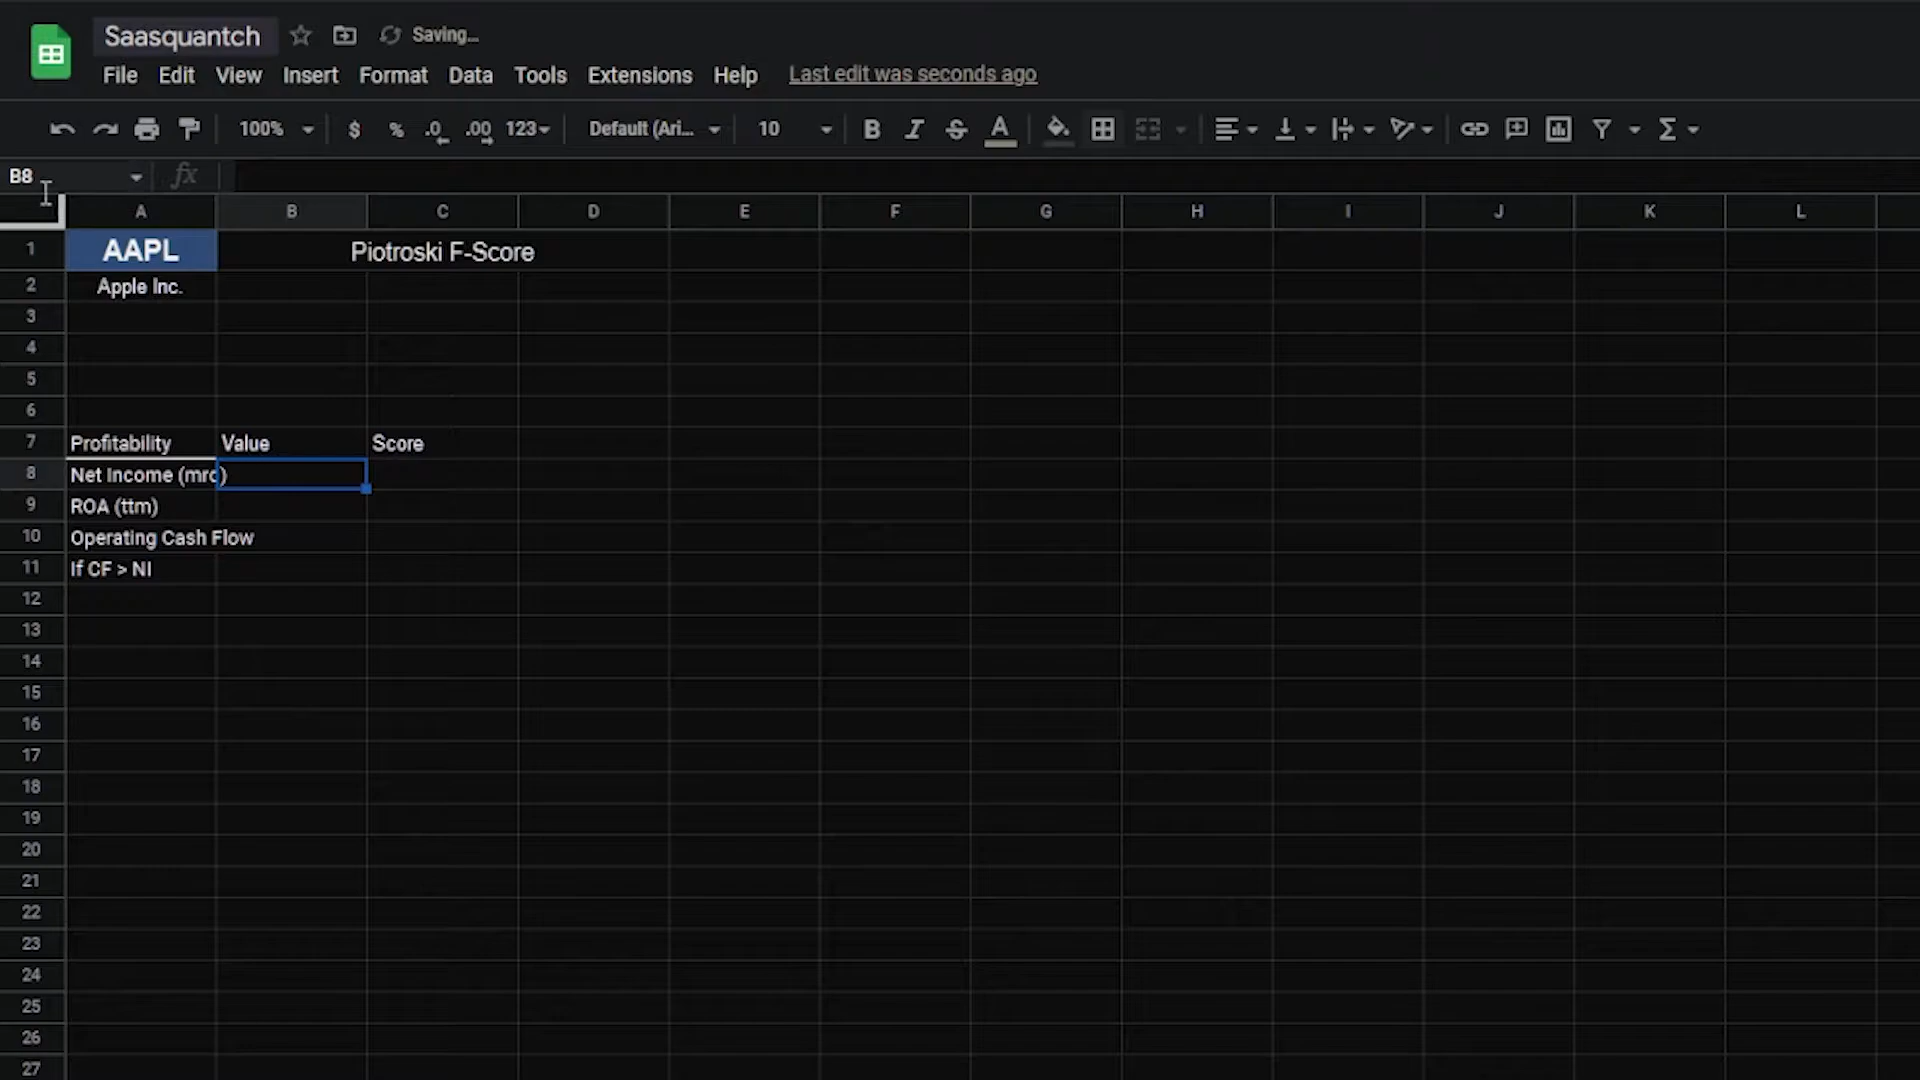 Saasquantch
Saving...
File Edit View Insert Format Data Tools Extensions Help Last edit was seconds ago
100% $ % .0 .00 123 Default (Ari... 10 B I S A
B8 fx
A B C D E F G H I J K L
1 AAPL Piotroski F-Score
2 Apple Inc.
3
4
5
6
7 Profitability Value Score
8 Net Income (mrq)
9 ROA (ttm)
10 Operating Cash Flow
11 If CF > NI
12
13
14
15
16
17
18
19
20
21
22
23
24
25
26
27